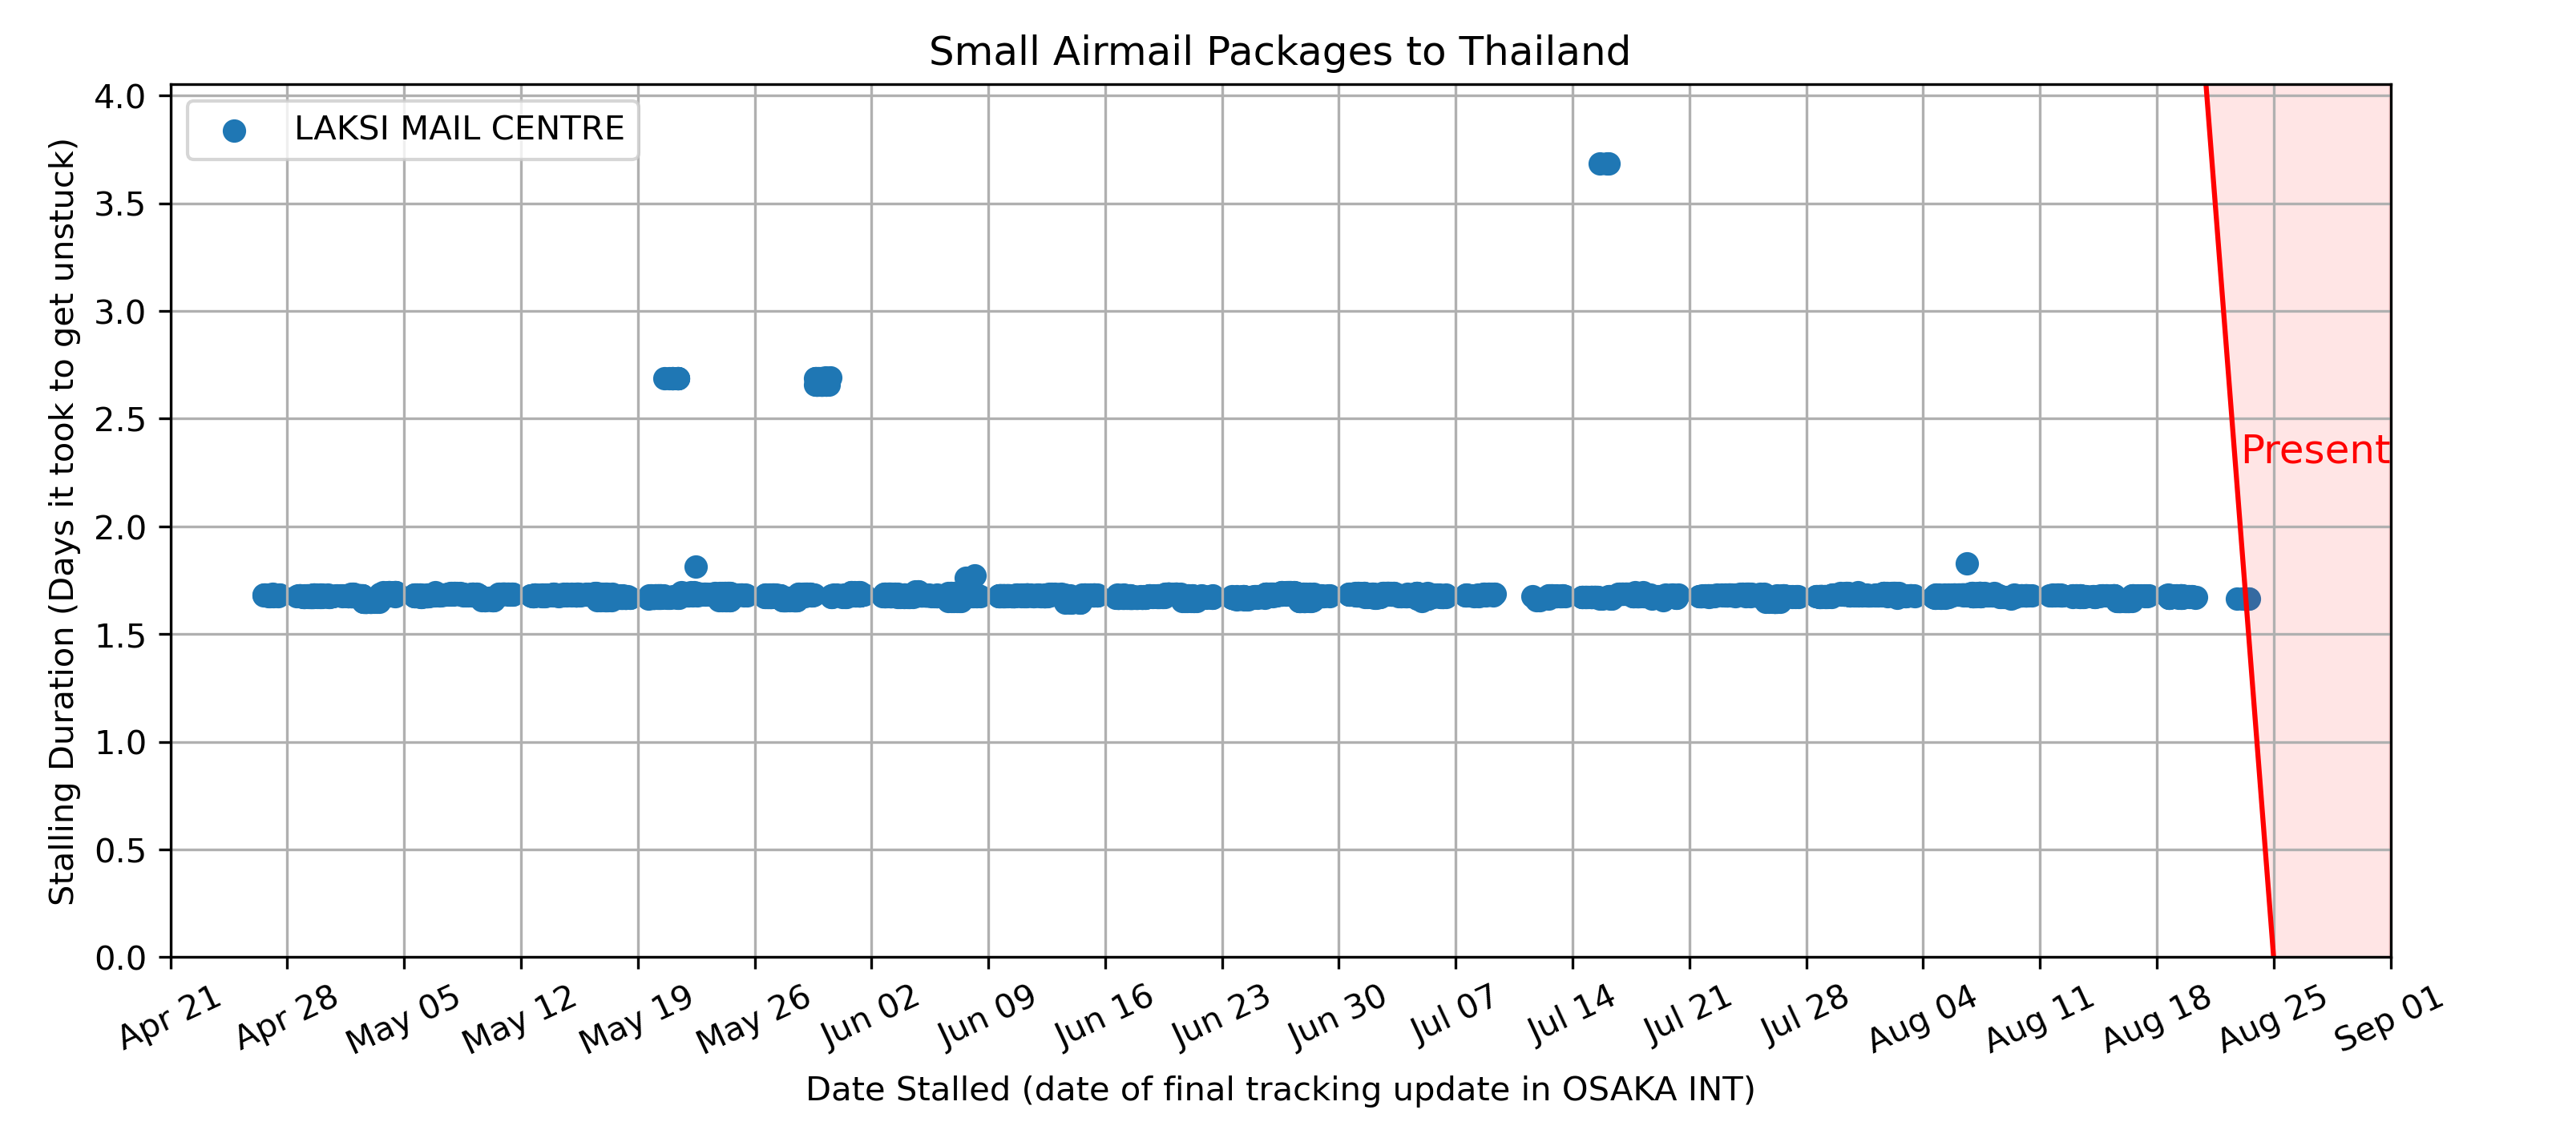 Small Airmail Packages to Thailand
LAKSI MAIL CENTRE
Stalling Duration (Days it took to get unstuck)
4.0
3.5
3.0
2.5
2.0
1.5
1.0
0.5
0.0
Present
Apr 21
Apr 28
May 05
May 12
May 19
May 26
Jun 02
Jun 09
Jun 16
Jun 23
Jun 30
Jul 07
Jul 14
Jul 21
Jul 28
Aug 04
Aug 11
Aug 18
Aug 25
Sep 01
Date Stalled (date of final tracking update in OSAKA INT)